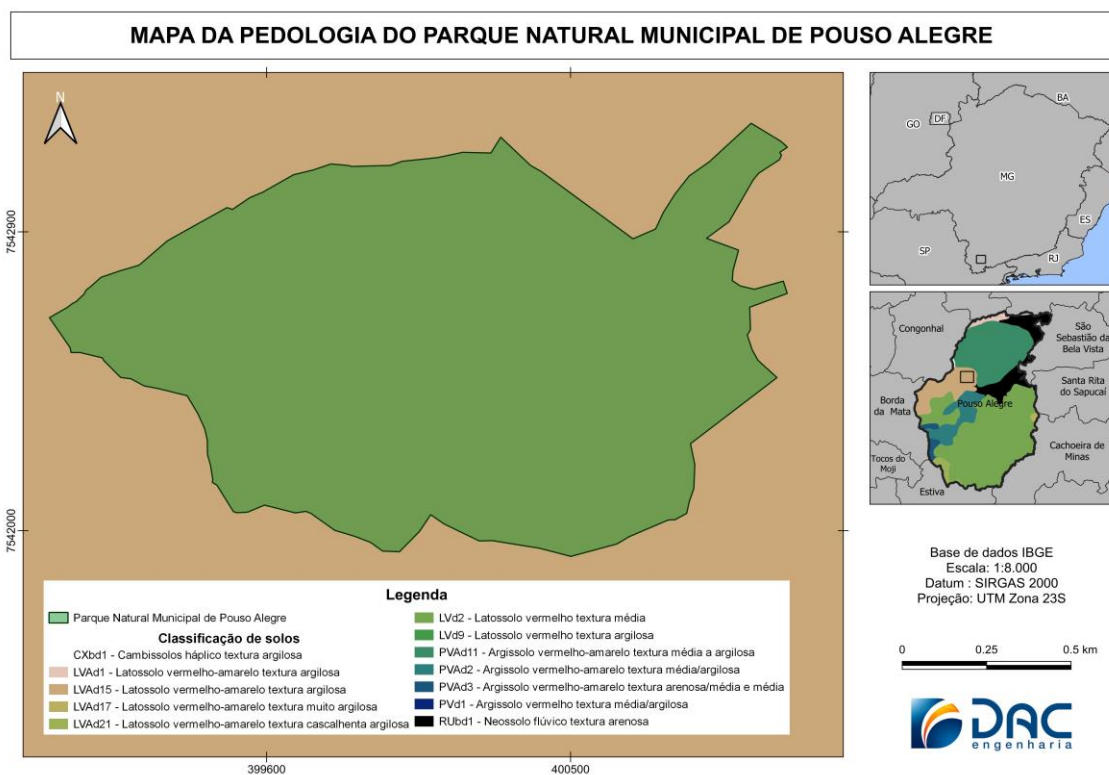 MAPA DA PEDOLOGIA DO PARQUE NATURAL MUNICIPAL DE POUSO ALEGRE
N
7542900
7542000
399600
400500
Legenda
Parque Natural Municipal de Pouso Alegre
Classificação de solos
CXbd1 - Cambissolos háplico textura argilosa
LVAd1 - Latossolo vermelho-amarelo textura argilosa
LVAd15 - Latossolo vermelho-amarelo textura argilosa
LVAd17 - Latossolo vermelho-amarelo textura muito argilosa
LVAd21 - Latossolo vermelho-amarelo textura cascalhenta argilosa
LVd2 - Latossolo vermelho textura média
LVd9 - Latossolo vermelho textura argilosa
PVAd11 - Argissolo vermelho-amarelo textura média a argilosa
PVAd2 - Argissolo vermelho-amarelo textura média/argilosa
PVAd3 - Argissolo vermelho-amarelo textura arenosa/média e média
PVd1 - Argissolo vermelho textura média/argilosa
RUbd1 - Neossolo flúvico textura arenosa
BA
GO
DF
MG
ES
SP
RJ
Congonhal
São
Sebastião da
Bela Vista
Santa Rita
do Sapucaí
Borda
da Mata
Pouso Alegre
Cachoeira de
Minas
Tocos do
Moji
Estiva
Base de dados IBGE
Escala: 1:8.000
Datum : SIRGAS 2000
Projeção: UTM Zona 23S
0 0.25 0.5 km
DAC
engenharia